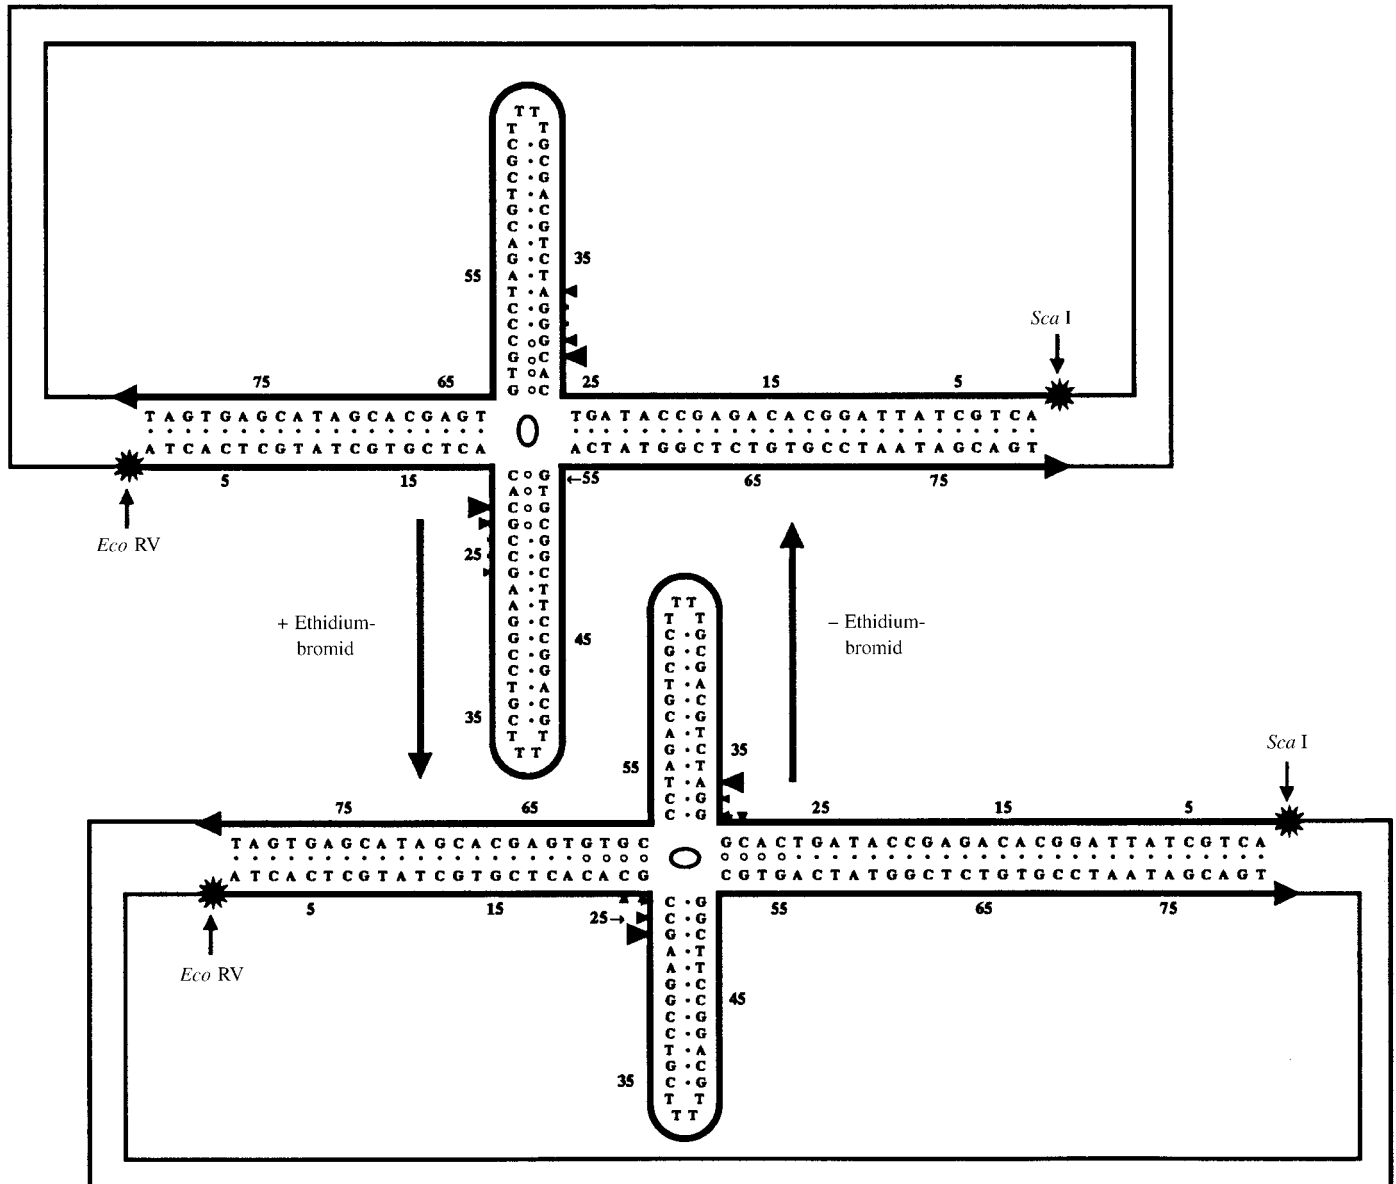 TT
T T
C · G
G · C
C · G
T · A
G · C
C · G
A · T
G · C 35
55 A · T
T · A
C · G
C · G
C o G
G o C
T o A
G o C
Sca I
75 65 25 15 5
TAGTGAGCATAGCACGAGT TGATACCGAGACACGGATTATCGTCA
ATCACTCGTATCGTGCTCA ACTATGGCTCTGTGCCTAATAGCAGT
5 15 ←55 65 75
Eco RV
C o G
A o T
C o G
G o C
C · G
25 C · G
G · C
A · T
A · T
G · C
G · C 45
C · G
C · G
T · A
G · C
35 C · G
T T
TT
+ Ethidium-
bromid
– Ethidium-
bromid
TT
T T
C · G
G · C
C · G
T · A
G · C
C · G
A · T
G · C 35
55 A · T
T · A
C · G
C · G
Sca I
75 65 25 15 5
TAGTGAGCATAGCACGAGTGTGC GCACTGATACCGAGACACGGATTATCGTCA
ATCACTCGTATCGTGCTCACACG CGTGACTATGGCTCTGTGCCTAATAGCAGT
5 15 25→ 55 65 75
Eco RV
C · G
C · G
G · C
A · T
A · T
G · C 45
G · C
C · G
C · G
T · A
G · C
35 C · G
T T
TT